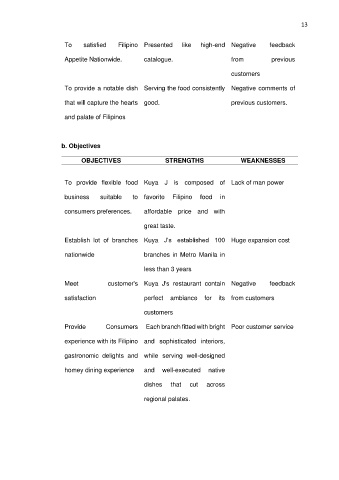 13
To satisfied Filipino Presented like high-end Negative feedback
Appetite Nationwide. catalogue. from previous
customers
To provide a notable dish Serving the food consistently Negative comments of
that will capture the hearts good. previous customers.
and palate of Filipinos
b. Objectives
OBJECTIVES STRENGTHS WEAKNESSES
To provide flexible food Kuya J is composed of Lack of man power
business suitable to favorite Filipino food in
consumers preferences. affordable price and with
great taste.
Establish lot of branches Kuya J's established 100 Huge expansion cost
nationwide branches in Metro Manila in
less than 3 years
Meet customer's Kuya J's restaurant contain Negative feedback
satisfaction perfect ambiance for its from customers
customers
Provide Consumers Each branch fitted with bright Poor customer service
experience with its Filipino and sophisticated interiors,
gastronomic delights and while serving well-designed
homey dining experience and well-executed native
dishes that cut across
regional palates.